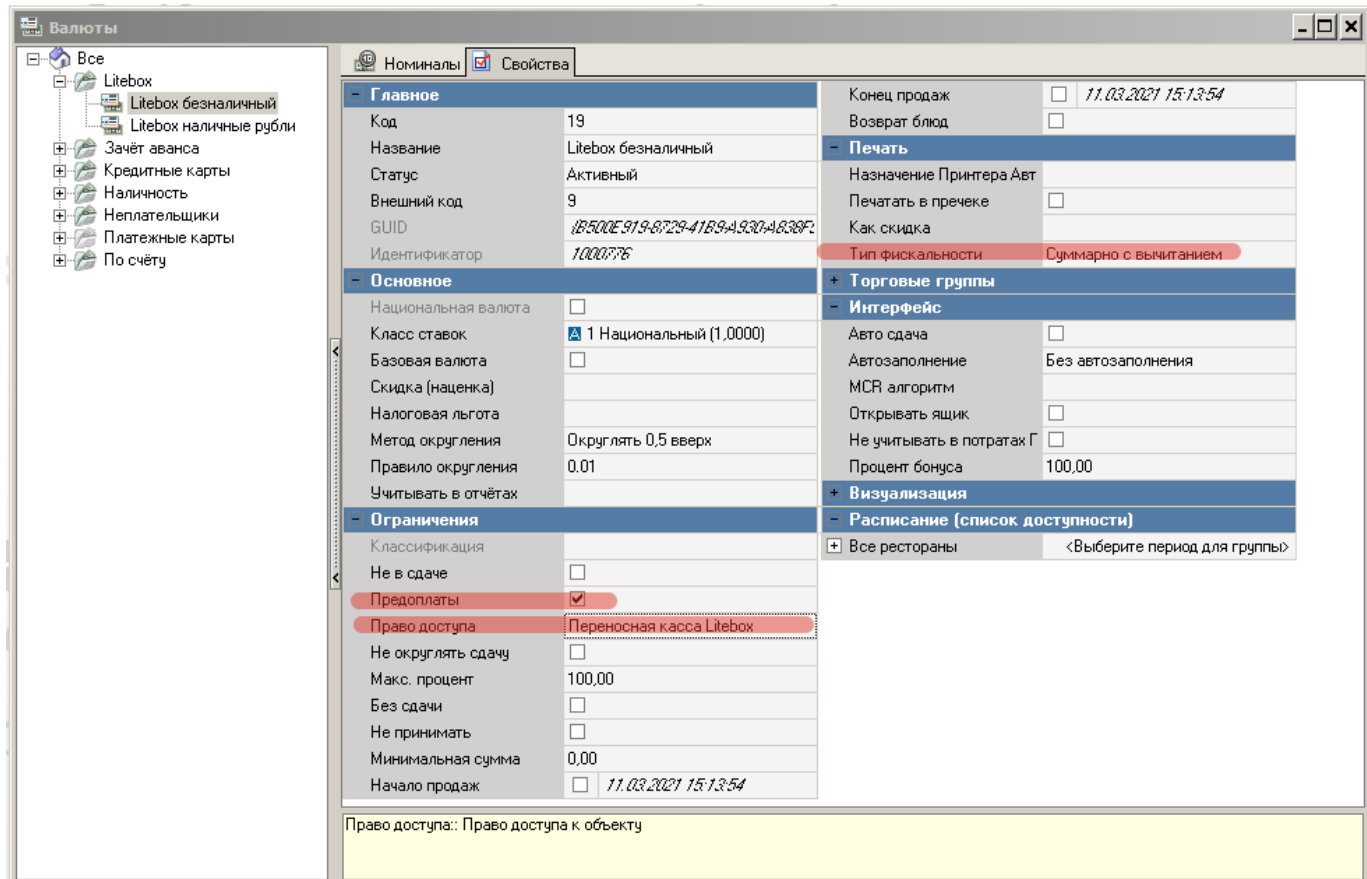 Валюты
Все
Litebox
Litebox безналичный
Litebox наличные рубли
Зачёт аванса
Кредитные карты
Наличность
Неплательщики
Платежные карты
По счёту
Номиналы Свойства
Главное
Код 19
Название Litebox безналичный
Статус Активный
Внешний код 9
GUID
Идентификатор 1000776
Основное
Национальная валюта
Класс ставок 1 Национальный (1,0000)
Базовая валюта
Скидка (наценка)
Налоговая льгота
Метод округления Округлять 0,5 вверх
Правило округления 0.01
Учитывать в отчётах
Ограничения
Классификация
Не в сдаче
Предоплаты
Право доступа Переносная касса Litebox
Не округлять сдачу
Макс. процент 100,00
Без сдачи
Не принимать
Минимальная сумма 0,00
Начало продаж 11.03.2021 15:13:54
Конец продаж 11.03.2021 15:13:54
Возврат блюд
Печать
Назначение Принтера Авт
Печатать в пречеке
Как скидка
Тип фискальности Суммарно с вычитанием
Торговые группы
Интерфейс
Авто сдача
Автозаполнение Без автозаполнения
MCR алгоритм
Открывать ящик
Не учитывать в потратах Г
Процент бонуса 100,00
Визуализация
Расписание (список доступности)
Все рестораны <Выберите период для группы>
Право доступа:: Право доступа к объекту